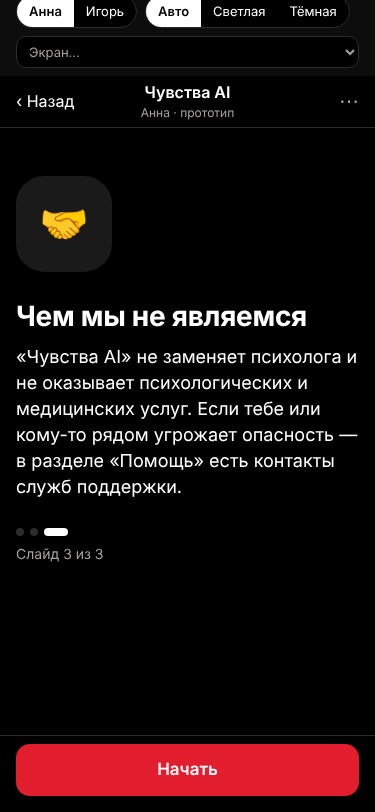 Анна Игорь Авто Светлая Тёмная
Экран...
‹ Назад
Чувства AI
Анна · прототип
Чем мы не являемся
«Чувства AI» не заменяет психолога и
не оказывает психологических и
медицинских услуг. Если тебе или
кому-то рядом угрожает опасность —
в разделе «Помощь» есть контакты
служб поддержки.
Слайд 3 из 3
Начать